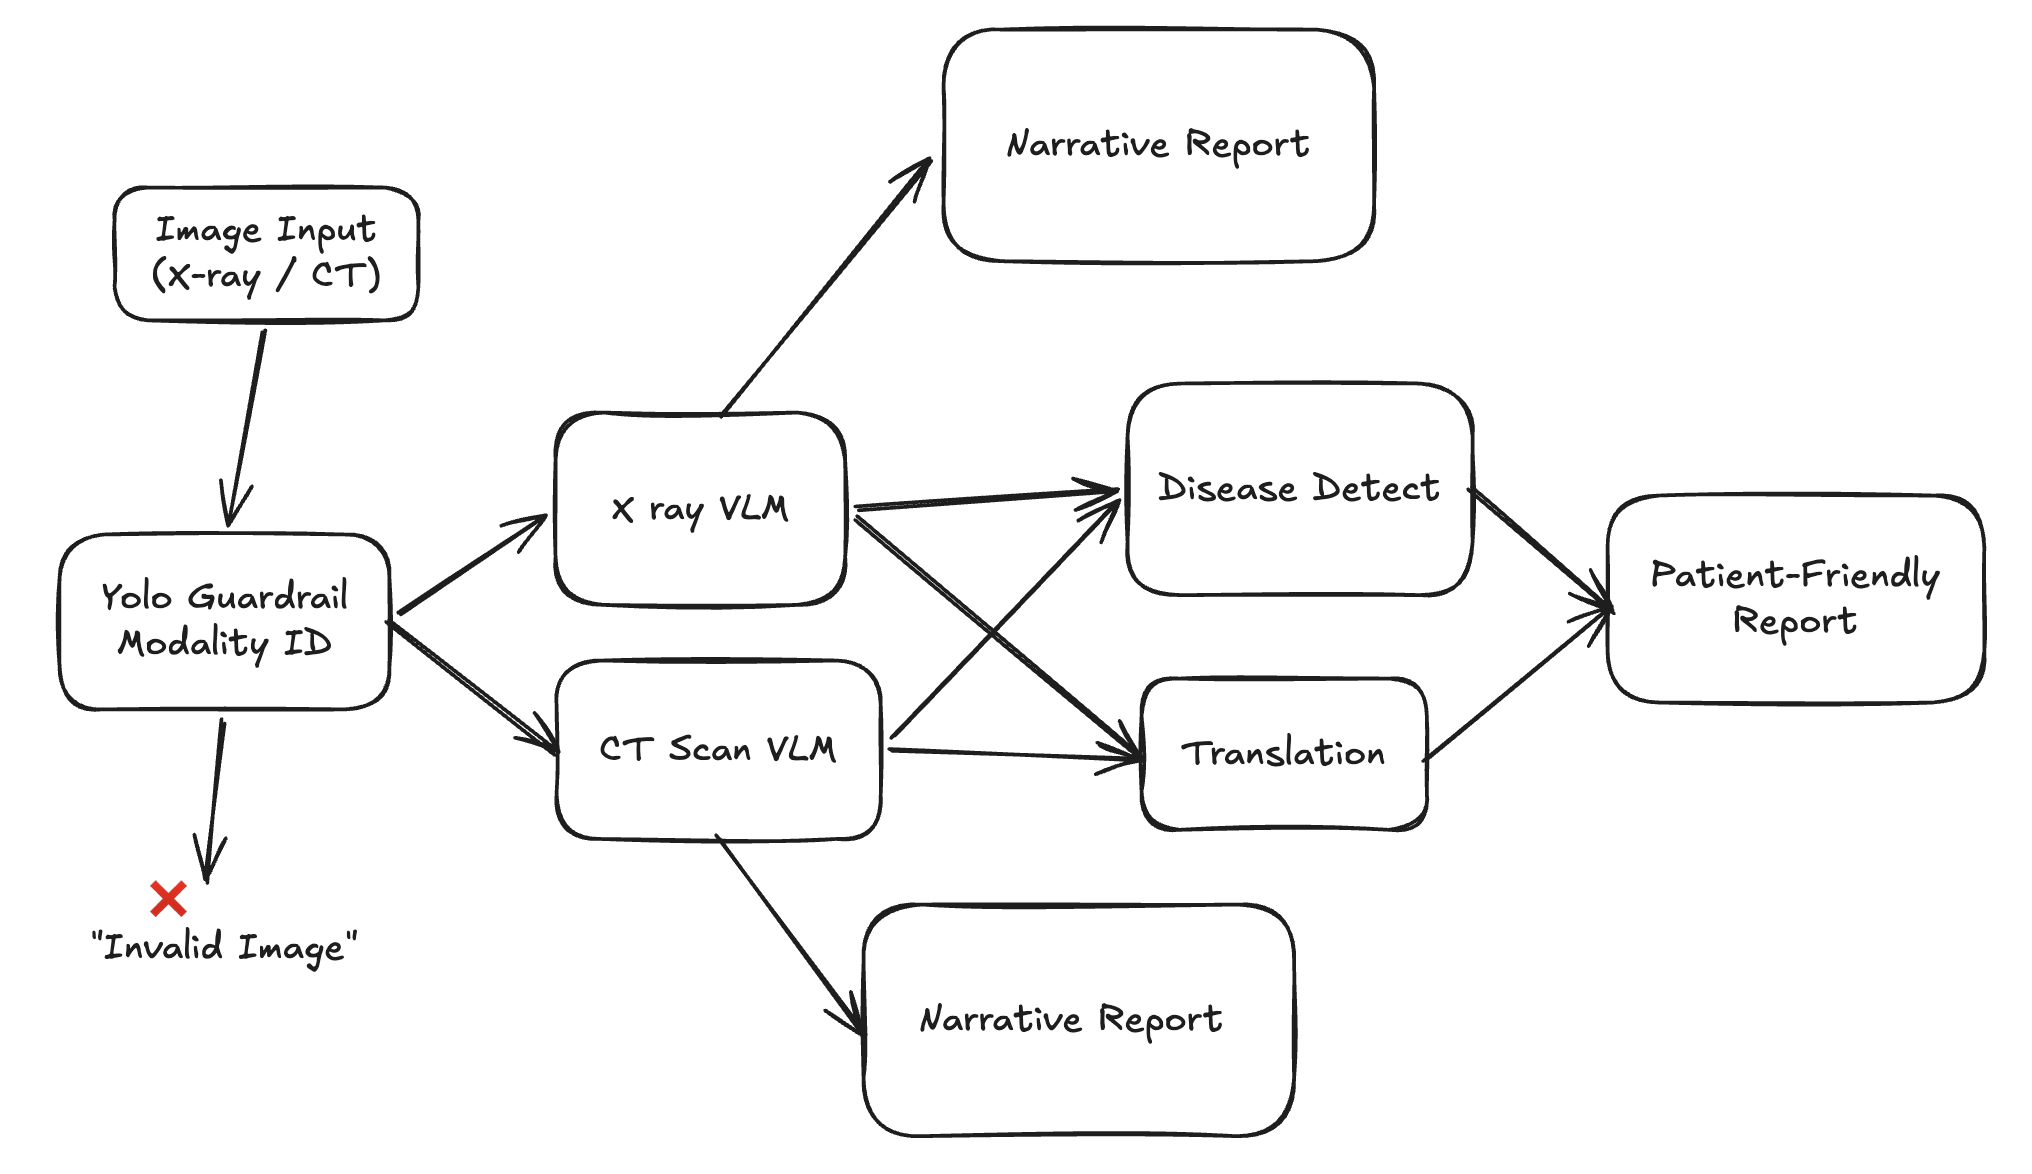 Narrative Report
Image Input
(X-ray / CT)
Disease Detect
X ray VLM
Patient-Friendly
Report
Yolo Guardrail
Modality ID
CT Scan VLM
Translation
❌
"Invalid Image"
Narrative Report